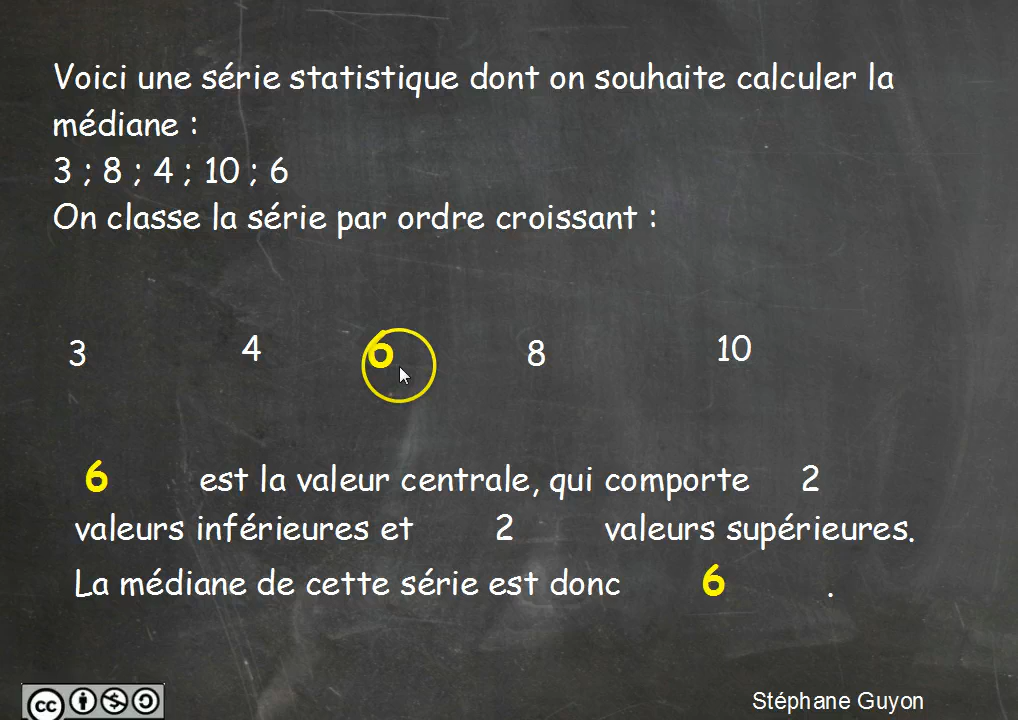 Voici une série statistique dont on souhaite calculer la
médiane :
3 ; 8 ; 4 ; 10 ; 6
On classe la série par ordre croissant :
3 4 6 8 10
6 est la valeur centrale, qui comporte 2
valeurs inférieures et 2 valeurs supérieures.
La médiane de cette série est donc 6 .
cc
Stéphane Guyon